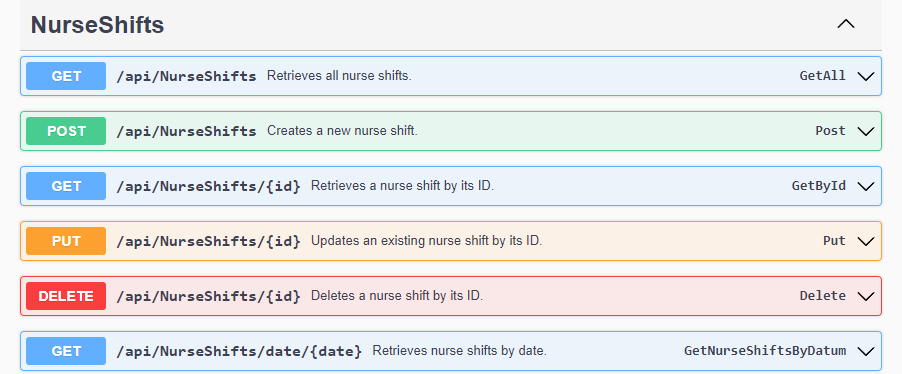 NurseShifts
GET /api/NurseShifts Retrieves all nurse shifts. GetAll
POST /api/NurseShifts Creates a new nurse shift. Post
GET /api/NurseShifts/{id} Retrieves a nurse shift by its ID. GetById
PUT /api/NurseShifts/{id} Updates an existing nurse shift by its ID. Put
DELETE /api/NurseShifts/{id} Deletes a nurse shift by its ID. Delete
GET /api/NurseShifts/date/{date} Retrieves nurse shifts by date. GetNurseShiftsByDatum